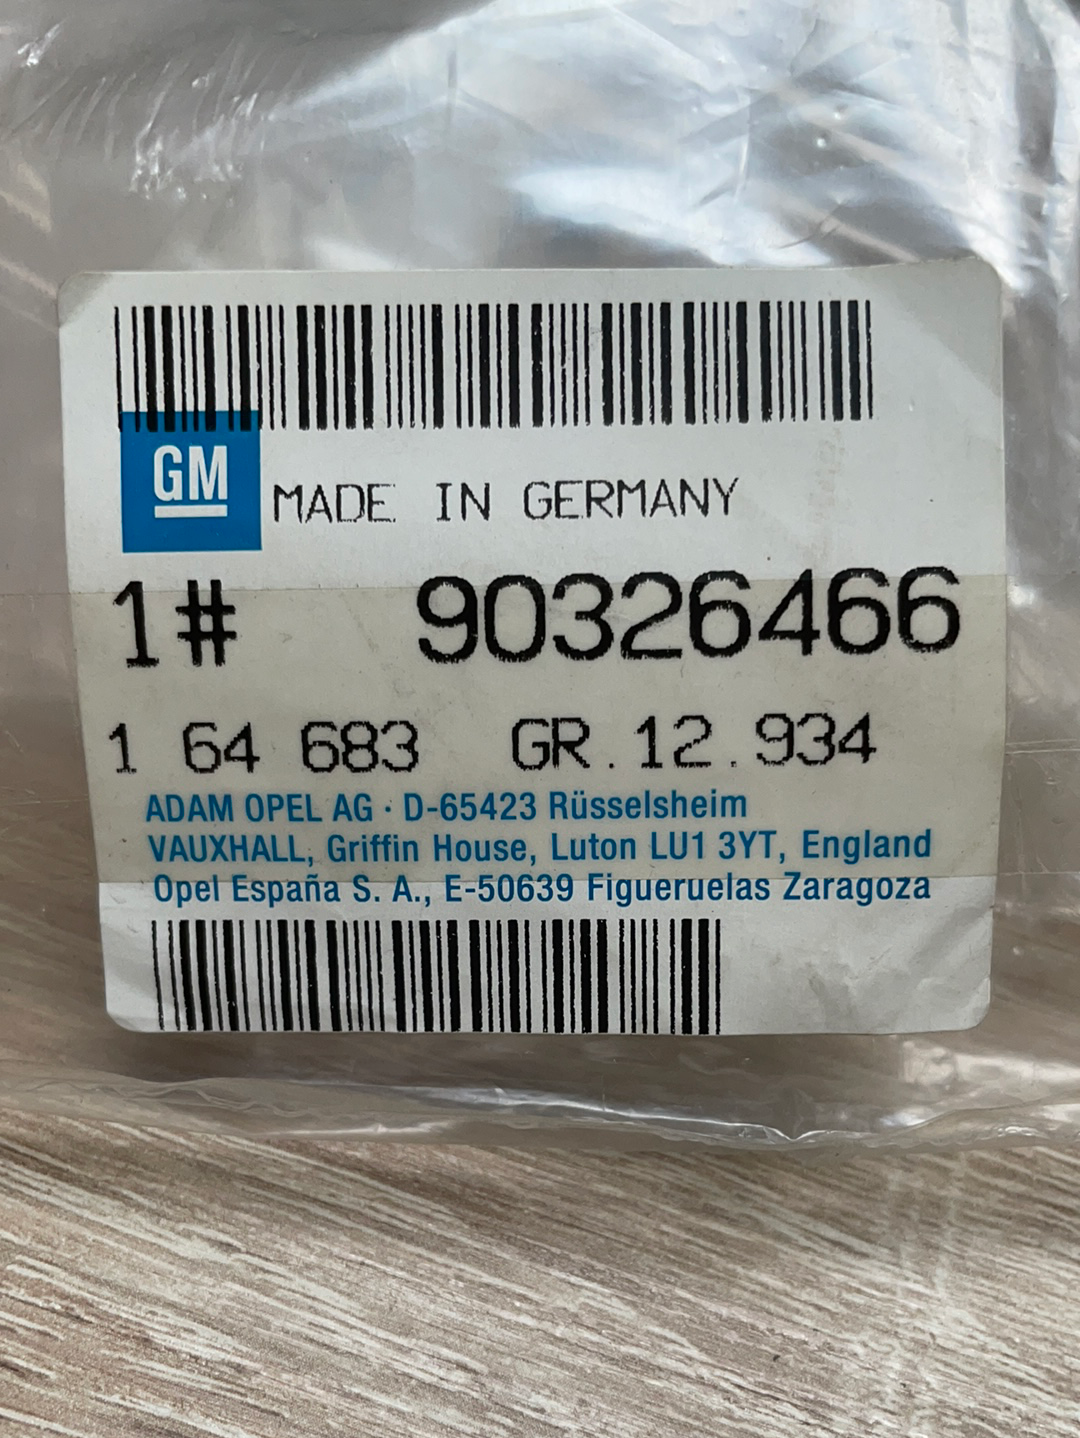 GM
MADE IN GERMANY
1# 90326466
1 64 683 GR.12.934
ADAM OPEL AG · D-65423 Rüsselsheim
VAUXHALL, Griffin House, Luton LU1 3YT, England
Opel España S. A., E-50639 Figueruelas Zaragoza